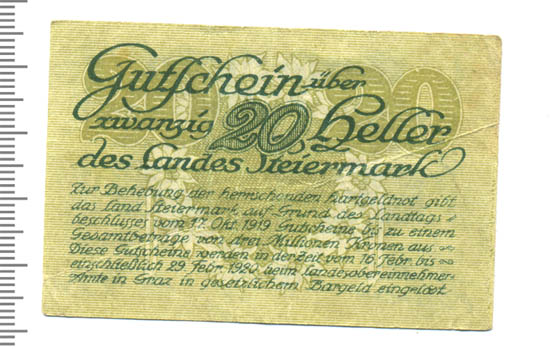 Gutschein über
zwanzig 20 Heller
des Landes Steiermark
Zur Behebung der herrschenden Hartgeldnot gibt
das Land Steiermark auf Grund des Landtags-
beschlusses vom 17. Okt. 1919 Gutscheine bis zu einem
Gesamtbetrage von drei Millionen Kronen aus
Diese Gutscheine werden in der Zeit vom 16. Febr. bis
einschließlich 29. Febr. 1920 beim Landesobereinnehmer-
Amte in Graz in gesetzlichem Bargeld eingelöst